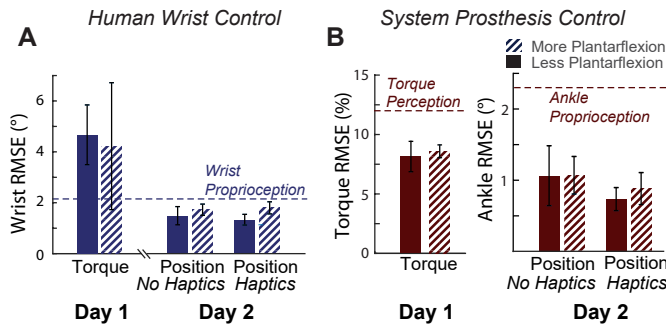 Human Wrist Control
System Prosthesis Control
A
B
More Plantarflexion
Less Plantarflexion
Wrist RMSE (°)
6
4
2
0
Wrist
Proprioception
Torque
Position
No Haptics
Position
Haptics
Day 1
Day 2
Torque RMSE (%)
15
10
5
0
Torque
Perception
Torque
Day 1
Ankle RMSE (°)
2
1
Ankle
Proprioception
Position
No Haptics
Position
Haptics
Day 2